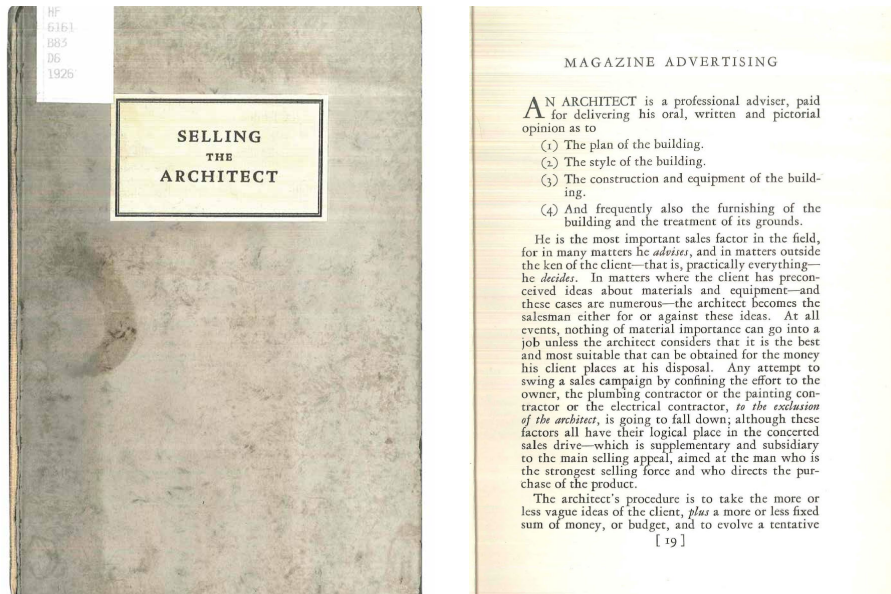 HF
6161
B83
D6
1926
SELLING
THE
ARCHITECT
MAGAZINE ADVERTISING
AN ARCHITECT is a professional adviser, paid
for delivering his oral, written and pictorial
opinion as to
(1) The plan of the building.
(2) The style of the building.
(3) The construction and equipment of the build-
ing.
(4) And frequently also the furnishing of the
building and the treatment of its grounds.
He is the most important sales factor in the field,
for in many matters he advises, and in matters outside
the ken of the client—that is, practically everything—
he decides. In matters where the client has precon-
ceived ideas about materials and equipment—and
these cases are numerous—the architect becomes the
salesman either for or against these ideas. At all
events, nothing of material importance can go into a
job unless the architect considers that it is the best
and most suitable that can be obtained for the money
his client places at his disposal. Any attempt to
swing a sales campaign by confining the effort to the
owner, the plumbing contractor or the painting con-
tractor or the electrical contractor, to the exclusion
of the architect, is going to fall down; although these
factors all have their logical place in the concerted
sales drive—which is supplementary and subsidiary
to the main selling appeal, aimed at the man who is
the strongest selling force and who directs the pur-
chase of the product.
The architect's procedure is to take the more or
less vague ideas of the client, plus a more or less fixed
sum of money, or budget, and to evolve a tentative
[ 19 ]